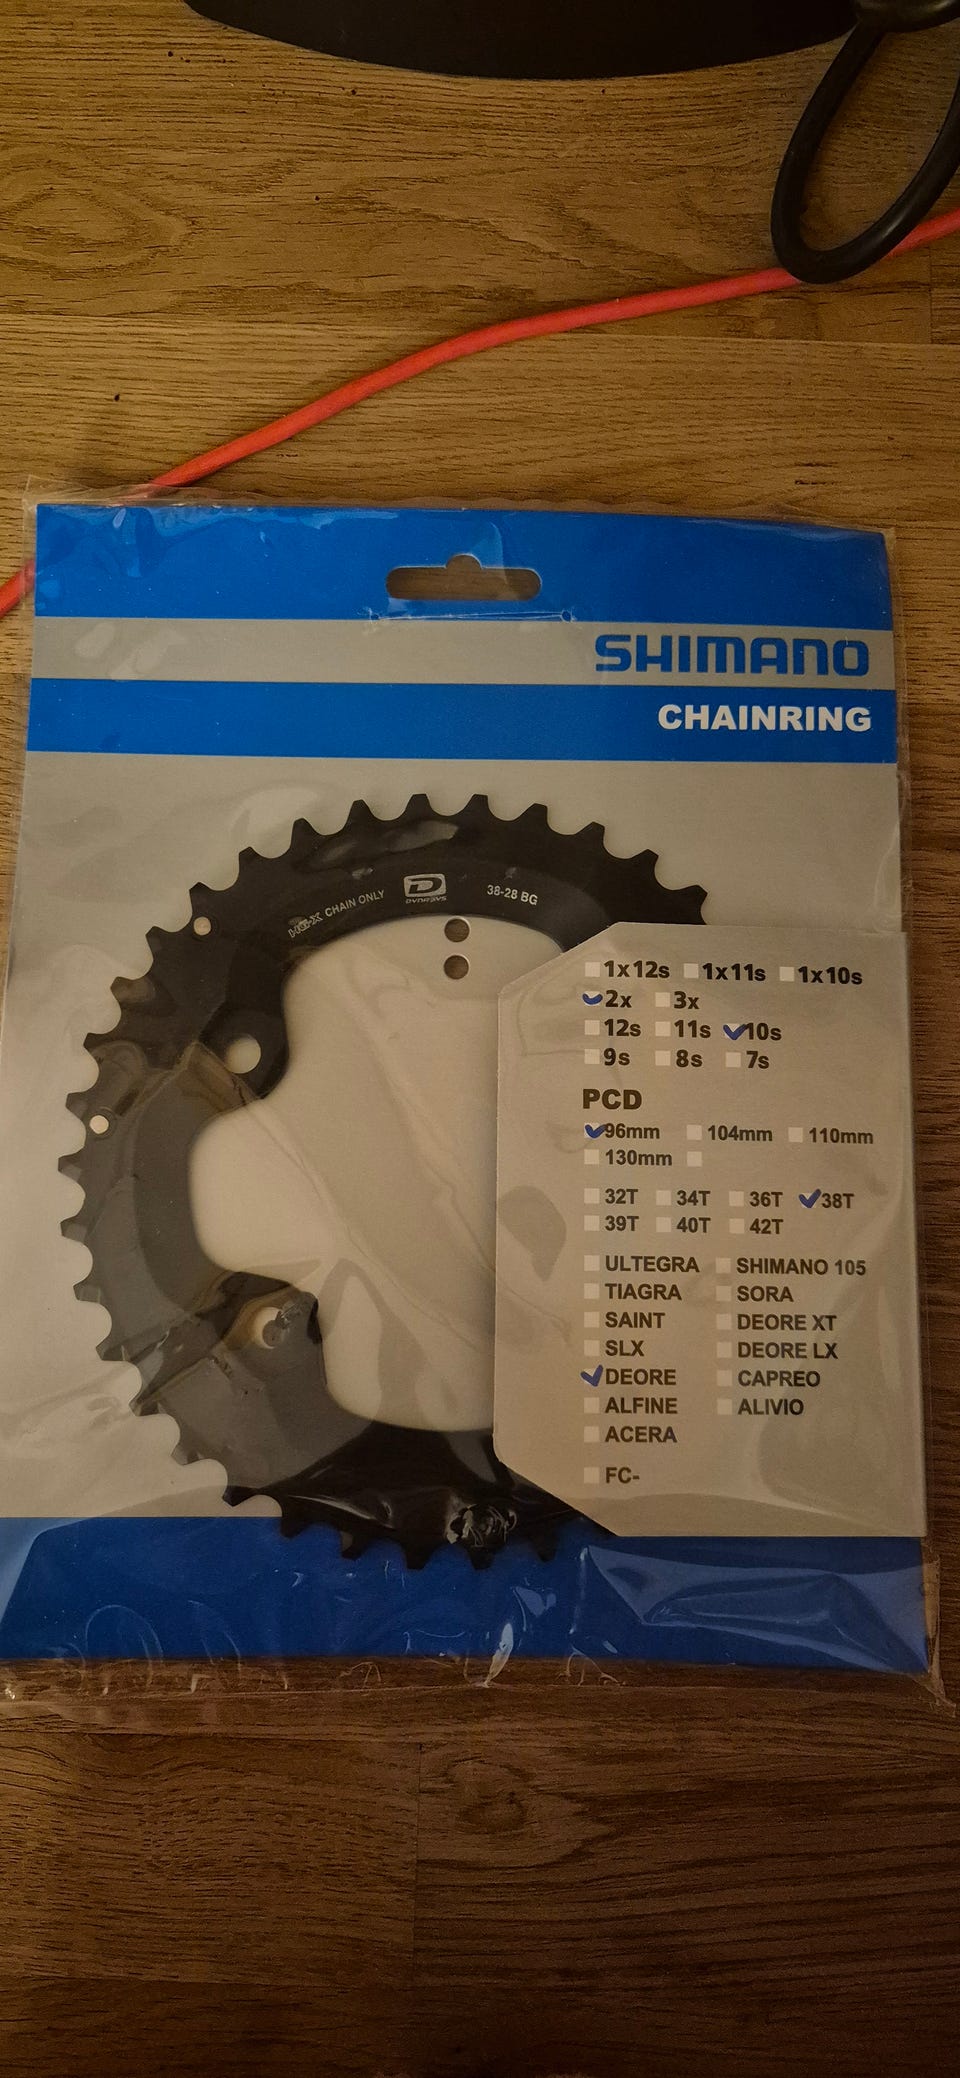 SHIMANO
CHAINRING
HG-X CHAIN ONLY
DYNASYS
38-28 BG
1x12s 1x11s 1x10s
2x 3x
12s 11s 10s
9s 8s 7s
PCD
96mm 104mm 110mm
130mm
32T 34T 36T 38T
39T 40T 42T
ULTEGRA SHIMANO 105
TIAGRA SORA
SAINT DEORE XT
SLX DEORE LX
DEORE CAPREO
ALFINE ALIVIO
ACERA
FC-